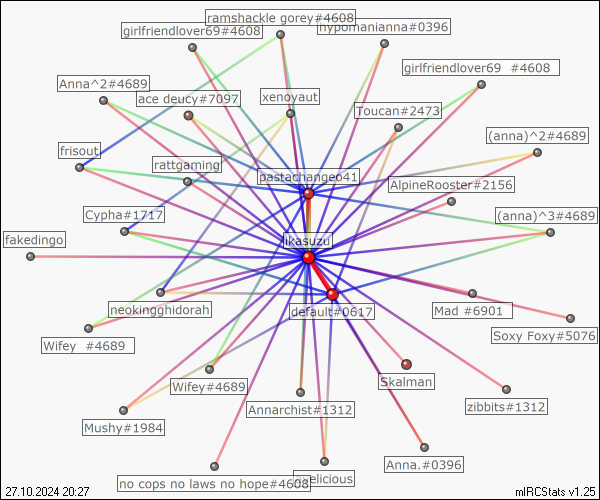 ramshackle gorey#4608
girlfriendlover69#4608
hypomanianna#0396
girlfriendlover69 #4608
Anna^2#4689
ace deucy#7097
xenoyaut
Toucan#2473
(anna)^2#4689
frisout
rattgaming
pastachangeo41
AlpineRooster#2156
Cypha#1717
(anna)^3#4689
fakedingo
ikasuzu
neokingghidorah
default#0617
Mad #6901
Soxy Foxy#5076
Wifey #4689
Wifey#4689
Skalman
Annarchist#1312
zibbits#1312
Mushy#1984
Anna.#0396
no cops no laws no hope#4608
elicious
27.10.2024 20:27
mIRCStats v1.25